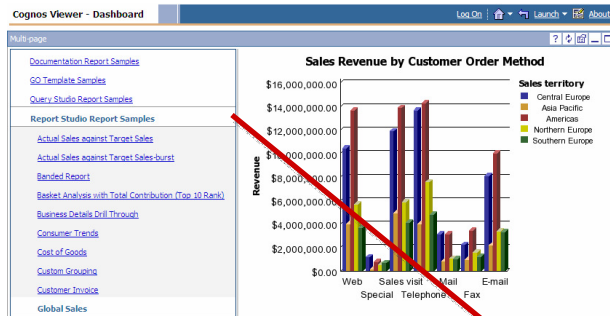 Cognos Viewer - Dashboard
Log On Launch About
Multi-page
Documentation Report Samples
GO Template Samples
Query Studio Report Samples
Report Studio Report Samples
Actual Sales against Target Sales
Actual Sales against Target Sales-burst
Banded Report
Basket Analysis with Total Contribution (Top 10 Rank)
Business Details Drill Through
Consumer Trends
Cost of Goods
Custom Grouping
Customer Invoice
Global Sales
Sales Revenue by Customer Order Method
Revenue
$16,000,000.00
$14,000,000.00
$12,000,000.00
$10,000,000.00
$8,000,000.00
$6,000,000.00
$4,000,000.00
$2,000,000.00
$0.00
Web Sales visit Mail E-mail
Special Telephone Fax
Sales territory
Central Europe
Asia Pacific
Americas
Northern Europe
Southern Europe